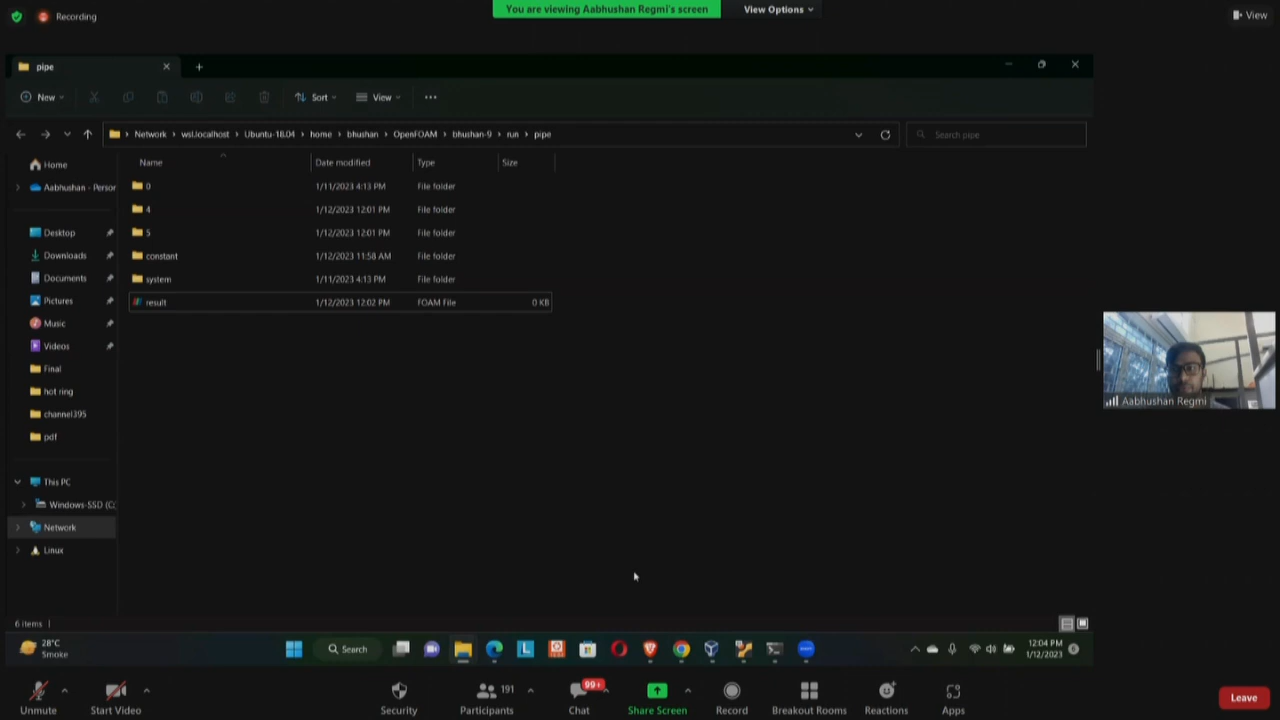 Recording
You are viewing Aabhushan Regmi's screen
View Options
View
pipe
New
Sort
View
Network
wsl.localhost
Ubuntu-18.04
home
bhushan
OpenFOAM
bhushan-9
run
pipe
Search pipe
Name
Date modified
Type
Size
0 1/11/2023 4:13 PM File folder
4 1/12/2023 12:01 PM File folder
5 1/12/2023 12:01 PM File folder
constant 1/12/2023 11:58 AM File folder
system 1/11/2023 4:13 PM File folder
result 1/12/2023 12:02 PM FOAM File 0 KB
Home
Aabhushan - Person
Desktop
Downloads
Documents
Pictures
Music
Videos
Final
hot ring
channel395
pdf
This PC
Windows-SSD (C:
Network
Linux
Aabhushan Regmi
6 items
28°C
Smoke
Search
12:04 PM
1/12/2023
Unmute
Start Video
Security
191
Participants
99+
Chat
Share Screen
Record
Breakout Rooms
Reactions
Apps
Leave